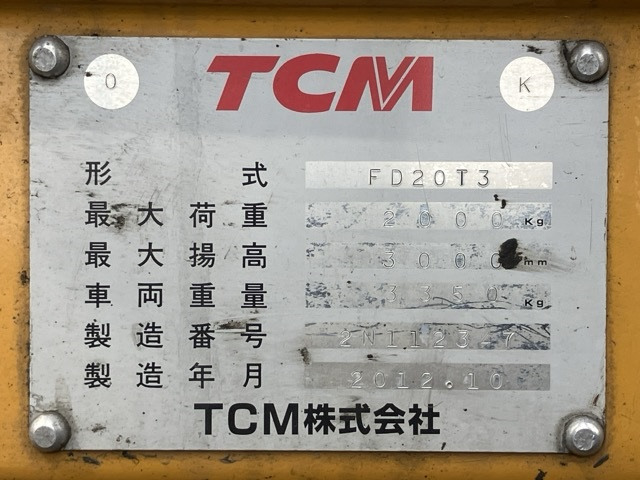 O TCM K
形式 FD20T3
最大荷重 2000 Kg
最大揚高 3000 mm
車両重量 3350 Kg
製造番号 2N1123-7
製造年月 2012.10
TCM株式会社